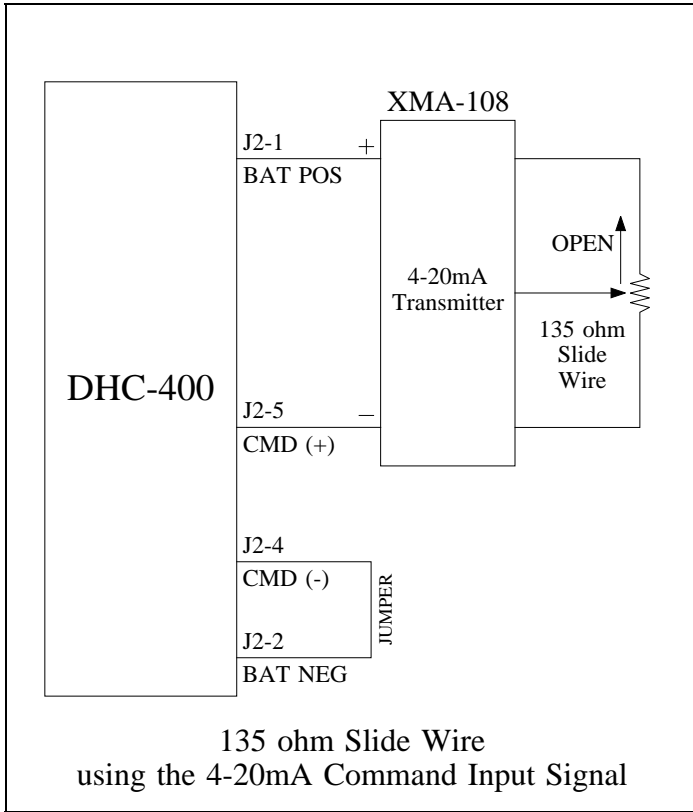 XMA-108
J2-1
+
BAT POS
OPEN
4-20mA
Transmitter
135 ohm
Slide
Wire
DHC-400
J2-5
−
CMD (+)
J2-4
CMD (-)
JUMPER
J2-2
BAT NEG
135 ohm Slide Wire
using the 4-20mA Command Input Signal